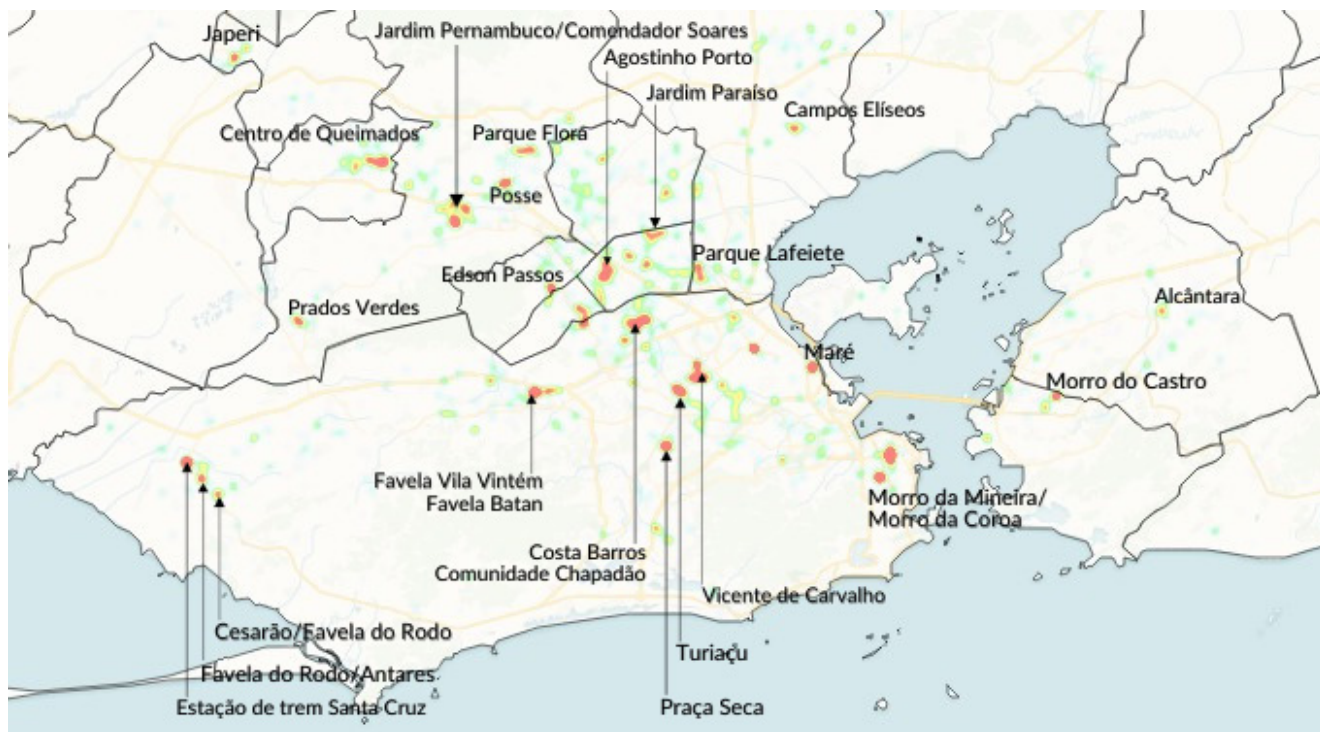 Japeri
Jardim Pernambuco/Comendador Soares
Agostinho Porto
Jardim Paraíso
Campos Elíseos
Centro de Queimados
Parque Flora
Posse
Parque Lafeiete
Edson Passos
Prados Verdes
Alcântara
Maré
Morro do Castro
Favela Vila Vintém
Favela Batan
Morro da Mineira/
Morro da Coroa
Costa Barros
Comunidade Chapadão
Vicente de Carvalho
Cesarão/Favela do Rodo
Turiaçu
Favela do Rodo/Antares
Estação de trem Santa Cruz
Praça Seca